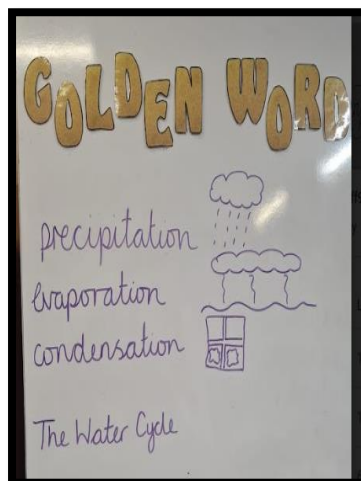 GOLDEN WORD
precipitation
evaporation
condensation
The Water Cycle